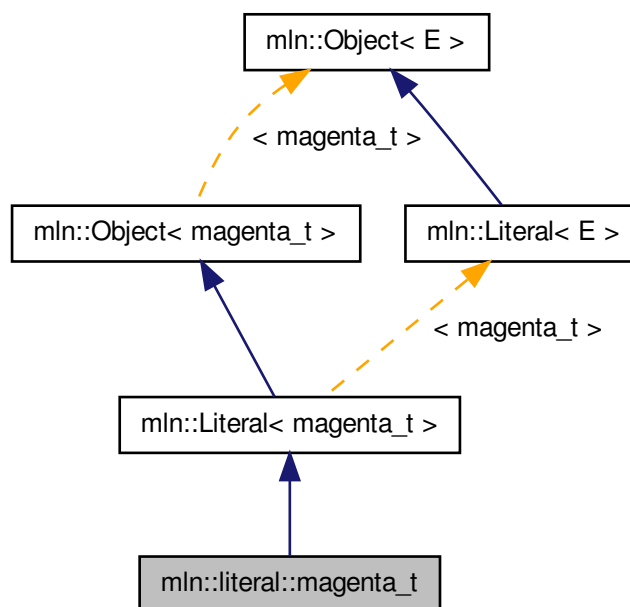 mln::Object< E >
< magenta_t >
mln::Object< magenta_t >
mln::Literal< E >
< magenta_t >
mln::Literal< magenta_t >
mln::literal::magenta_t